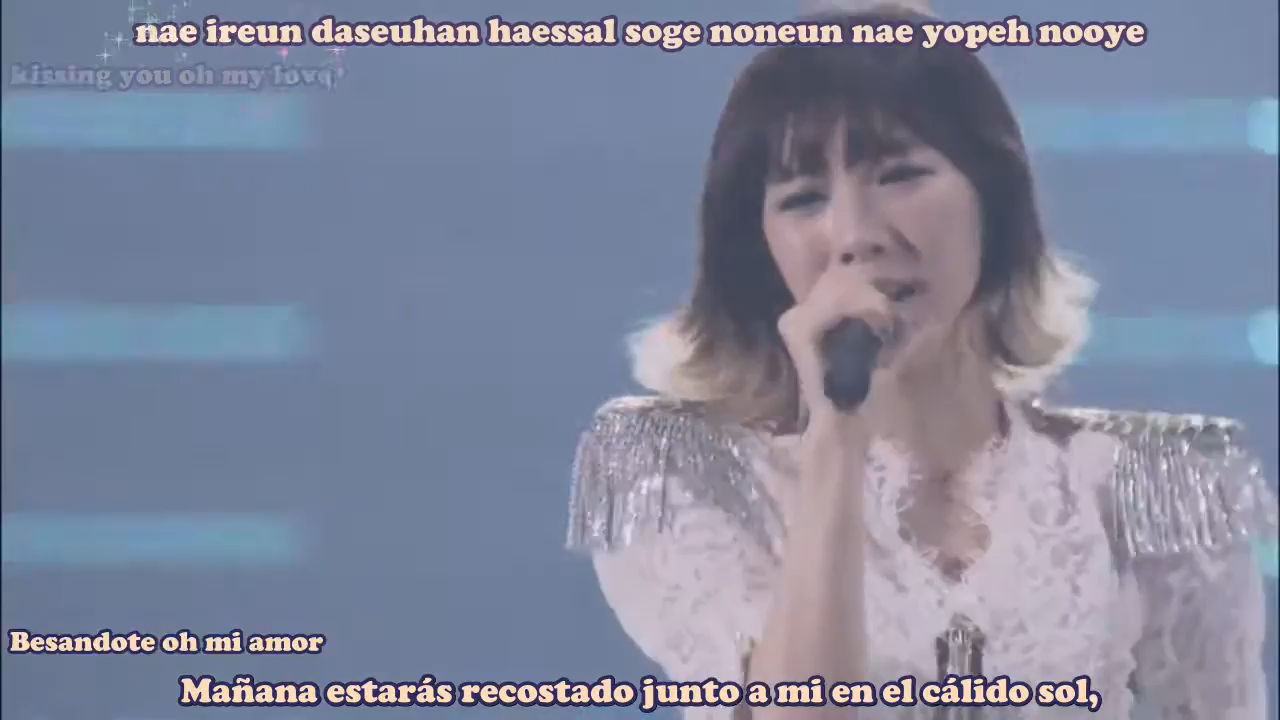 nae ireun daseuhan haessal soge noneun nae yopeh nooye
kissing you oh my love
Besandote oh mi amor
Mañana estarás recostado junto a mi en el cálido sol,